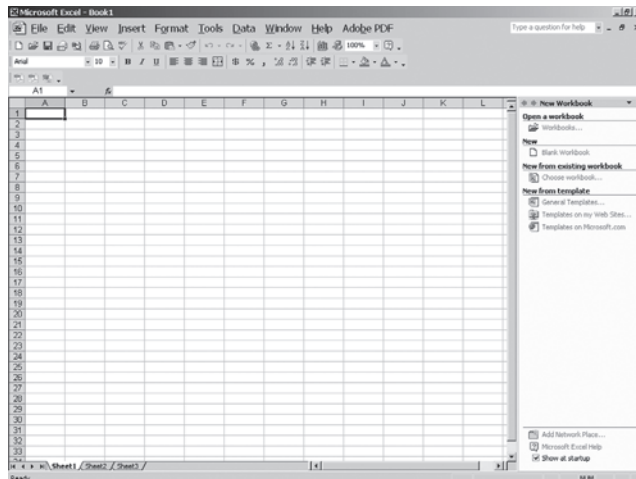 Microsoft Excel - Book1
File Edit View Insert Format Tools Data Window Help Adobe PDF
Type a question for help
100%
Arial 10 B I U $ % ,
A1 fx
A B C D E F G H I J K L
1
2
3
4
5
6
7
8
9
10
11
12
13
14
15
16
17
18
19
20
21
22
23
24
25
26
27
28
29
30
31
32
33
Sheet1 Sheet2 Sheet3
Ready
NUM
New Workbook
Open a workbook
Workbooks...
New
Blank Workbook
New from existing workbook
Choose workbook...
New from template
General Templates...
Templates on my Web Sites...
Templates on Microsoft.com
Add Network Place...
Microsoft Excel Help
Show at startup